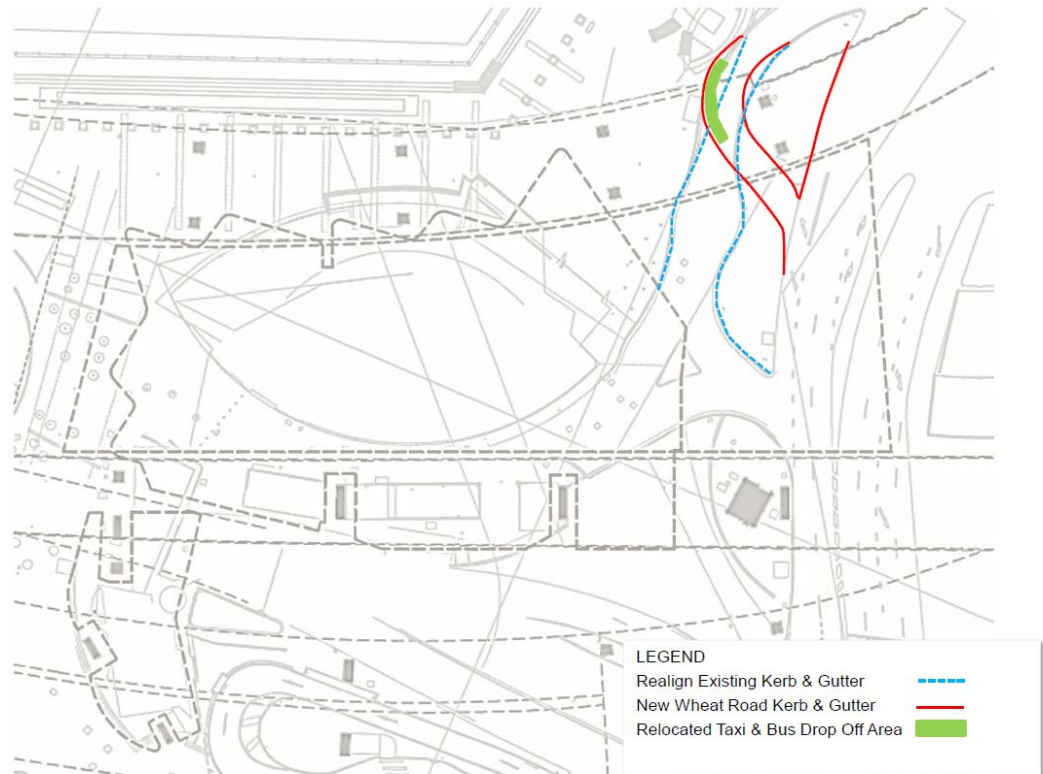 LEGEND
Realign Existing Kerb & Gutter
New Wheat Road Kerb & Gutter
Relocated Taxi & Bus Drop Off Area